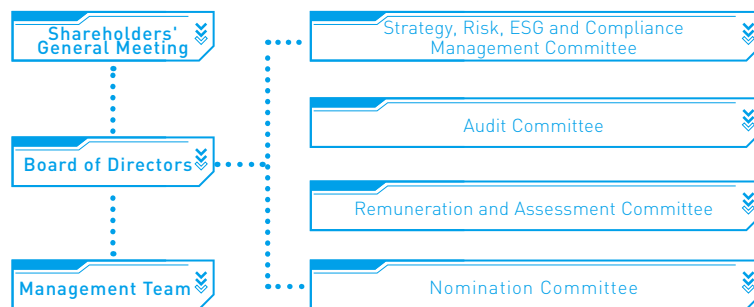 Shareholders'
General Meeting
Board of Directors
Management Team
Strategy, Risk, ESG and Compliance
Management Committee
Audit Committee
Remuneration and Assessment Committee
Nomination Committee